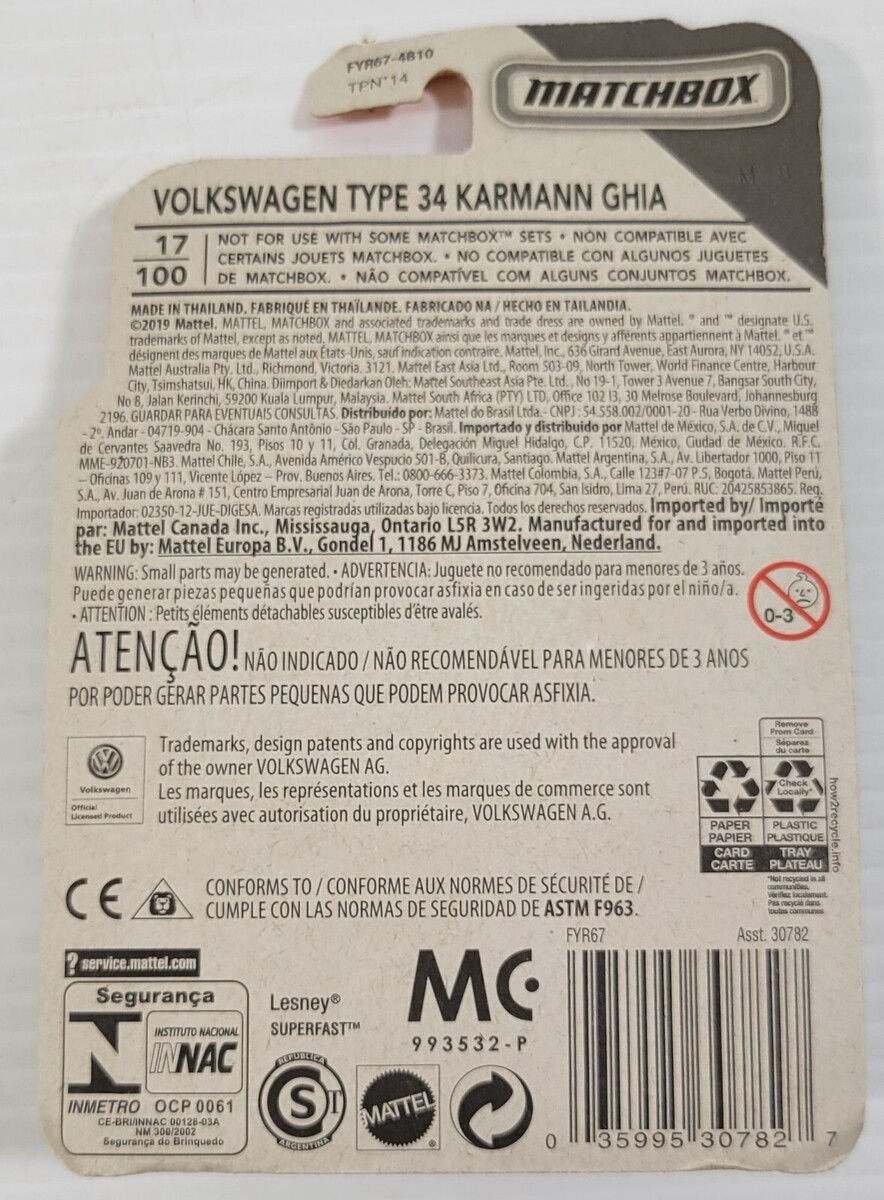 FYR67-4B10
TPN*14
MATCHBOX
VOLKSWAGEN TYPE 34 KARMANN GHIA
17
100
NOT FOR USE WITH SOME MATCHBOX™ SETS • NON COMPATIBLE AVEC
CERTAINS JOUETS MATCHBOX. • NO COMPATIBLE CON ALGUNOS JUGUETES
DE MATCHBOX. • NÃO COMPATÍVEL COM ALGUNS CONJUNTOS MATCHBOX.
MADE IN THAILAND. FABRIQUÉ EN THAÏLANDE. FABRICADO NA / HECHO EN TAILANDIA.
©2019 Mattel. MATTEL, MATCHBOX and associated trademarks and trade dress are owned by Mattel. ® and ™ designate U.S.
trademarks of Mattel, except as noted. MATTEL, MATCHBOX ainsi que les marques et designs y afférents appartiennent à Mattel. ® et ™
désignent des marques de Mattel aux États-Unis, sauf indication contraire. Mattel, Inc., 636 Girard Avenue, East Aurora, NY 14052, U.S.A.
Mattel Australia Pty. Ltd., Richmond, Victoria. 3121. Mattel East Asia Ltd., Room 503-09, North Tower, World Finance Centre, Harbour
City, Tsimshatsui, HK, China. Diimport & Diedarkan Oleh: Mattel Southeast Asia Pte. Ltd., No 19-1, Tower 3 Avenue 7, Bangsar South City,
No 8, Jalan Kerinchi, 59200 Kuala Lumpur, Malaysia. Mattel South Africa (PTY) LTD, Office 102 I3, 30 Melrose Boulevard, Johannesburg
2196. GUARDAR PARA EVENTUAIS CONSULTAS. Distribuído por: Mattel do Brasil Ltda.- CNPJ : 54.558.002/0001-20 - Rua Verbo Divino, 1488
- 2º. Andar - 04719-904 - Chácara Santo Antônio - São Paulo - SP - Brasil. Importado y distribuido por Mattel de México, S.A. de C.V., Miguel
de Cervantes Saavedra No. 193, Pisos 10 y 11, Col. Granada, Delegación Miguel Hidalgo, C.P. 11520, México, Ciudad de México. R.F.C.
MME-920701-NB3. Mattel Chile, S.A., Avenida Américo Vespucio 501-B, Quilicura, Santiago. Mattel Argentina, S.A., Av. Libertador 1000, Piso 11
– Oficinas 109 y 111, Vicente López – Prov. Buenos Aires. Tel.: 0800-666-3373. Mattel Colombia, S.A., Calle 123#7-07 P.5, Bogotá. Mattel Perú,
S.A., Av. Juan de Arona # 151, Centro Empresarial Juan de Arona, Torre C, Piso 7, Oficina 704, San Isidro, Lima 27, Perú. RUC: 20425853865. Reg.
Importador: 02350-12-JUE-DIGESA. Marcas registradas utilizadas bajo licencia. Todos los derechos reservados. Imported by/ Importé
par: Mattel Canada Inc., Mississauga, Ontario L5R 3W2. Manufactured for and imported into
the EU by: Mattel Europa B.V., Gondel 1, 1186 MJ Amstelveen, Nederland.
WARNING: Small parts may be generated. • ADVERTENCIA: Juguete no recomendado para menores de 3 años.
Puede generar piezas pequeñas que podrían provocar asfixia en caso de ser ingeridas por el niño/a.
• ATTENTION : Petits éléments détachables susceptibles d'être avalés.
0-3
ATENÇÃO! NÃO INDICADO / NÃO RECOMENDÁVEL PARA MENORES DE 3 ANOS
POR PODER GERAR PARTES PEQUENAS QUE PODEM PROVOCAR ASFIXIA.
Volkswagen
Official
Licensed Product
Trademarks, design patents and copyrights are used with the approval
of the owner VOLKSWAGEN AG.
Les marques, les représentations et les marques de commerce sont
utilisées avec autorisation du propriétaire, VOLKSWAGEN A.G.
Remove
From Card
Séparez
du carte
Check
Locally*
PAPER
PAPIER
PLASTIC
PLASTIQUE
CARD
CARTE
TRAY
PLATEAU
how2recycle.info
*Not recycled in all
communities.
Vérifiez localement.
Pas recyclé dans
toutes communes
CE
CONFORMS TO / CONFORME AUX NORMES DE SÉCURITÉ DE /
CUMPLE CON LAS NORMAS DE SEGURIDAD DE ASTM F963.
? service.mattel.com
Segurança
INSTITUTO NACIONAL
INNAC
INMETRO OCP 0061
CE-BRI/INNAC 00128-03A
NM 300/2002
Segurança do Brinquedo
Lesney®
SUPERFAST™
MC
993532-P
REPUBLICA
S
ARGENTINA
MATTEL
®
FYR67
Asst. 30782
0 35995 30782 7